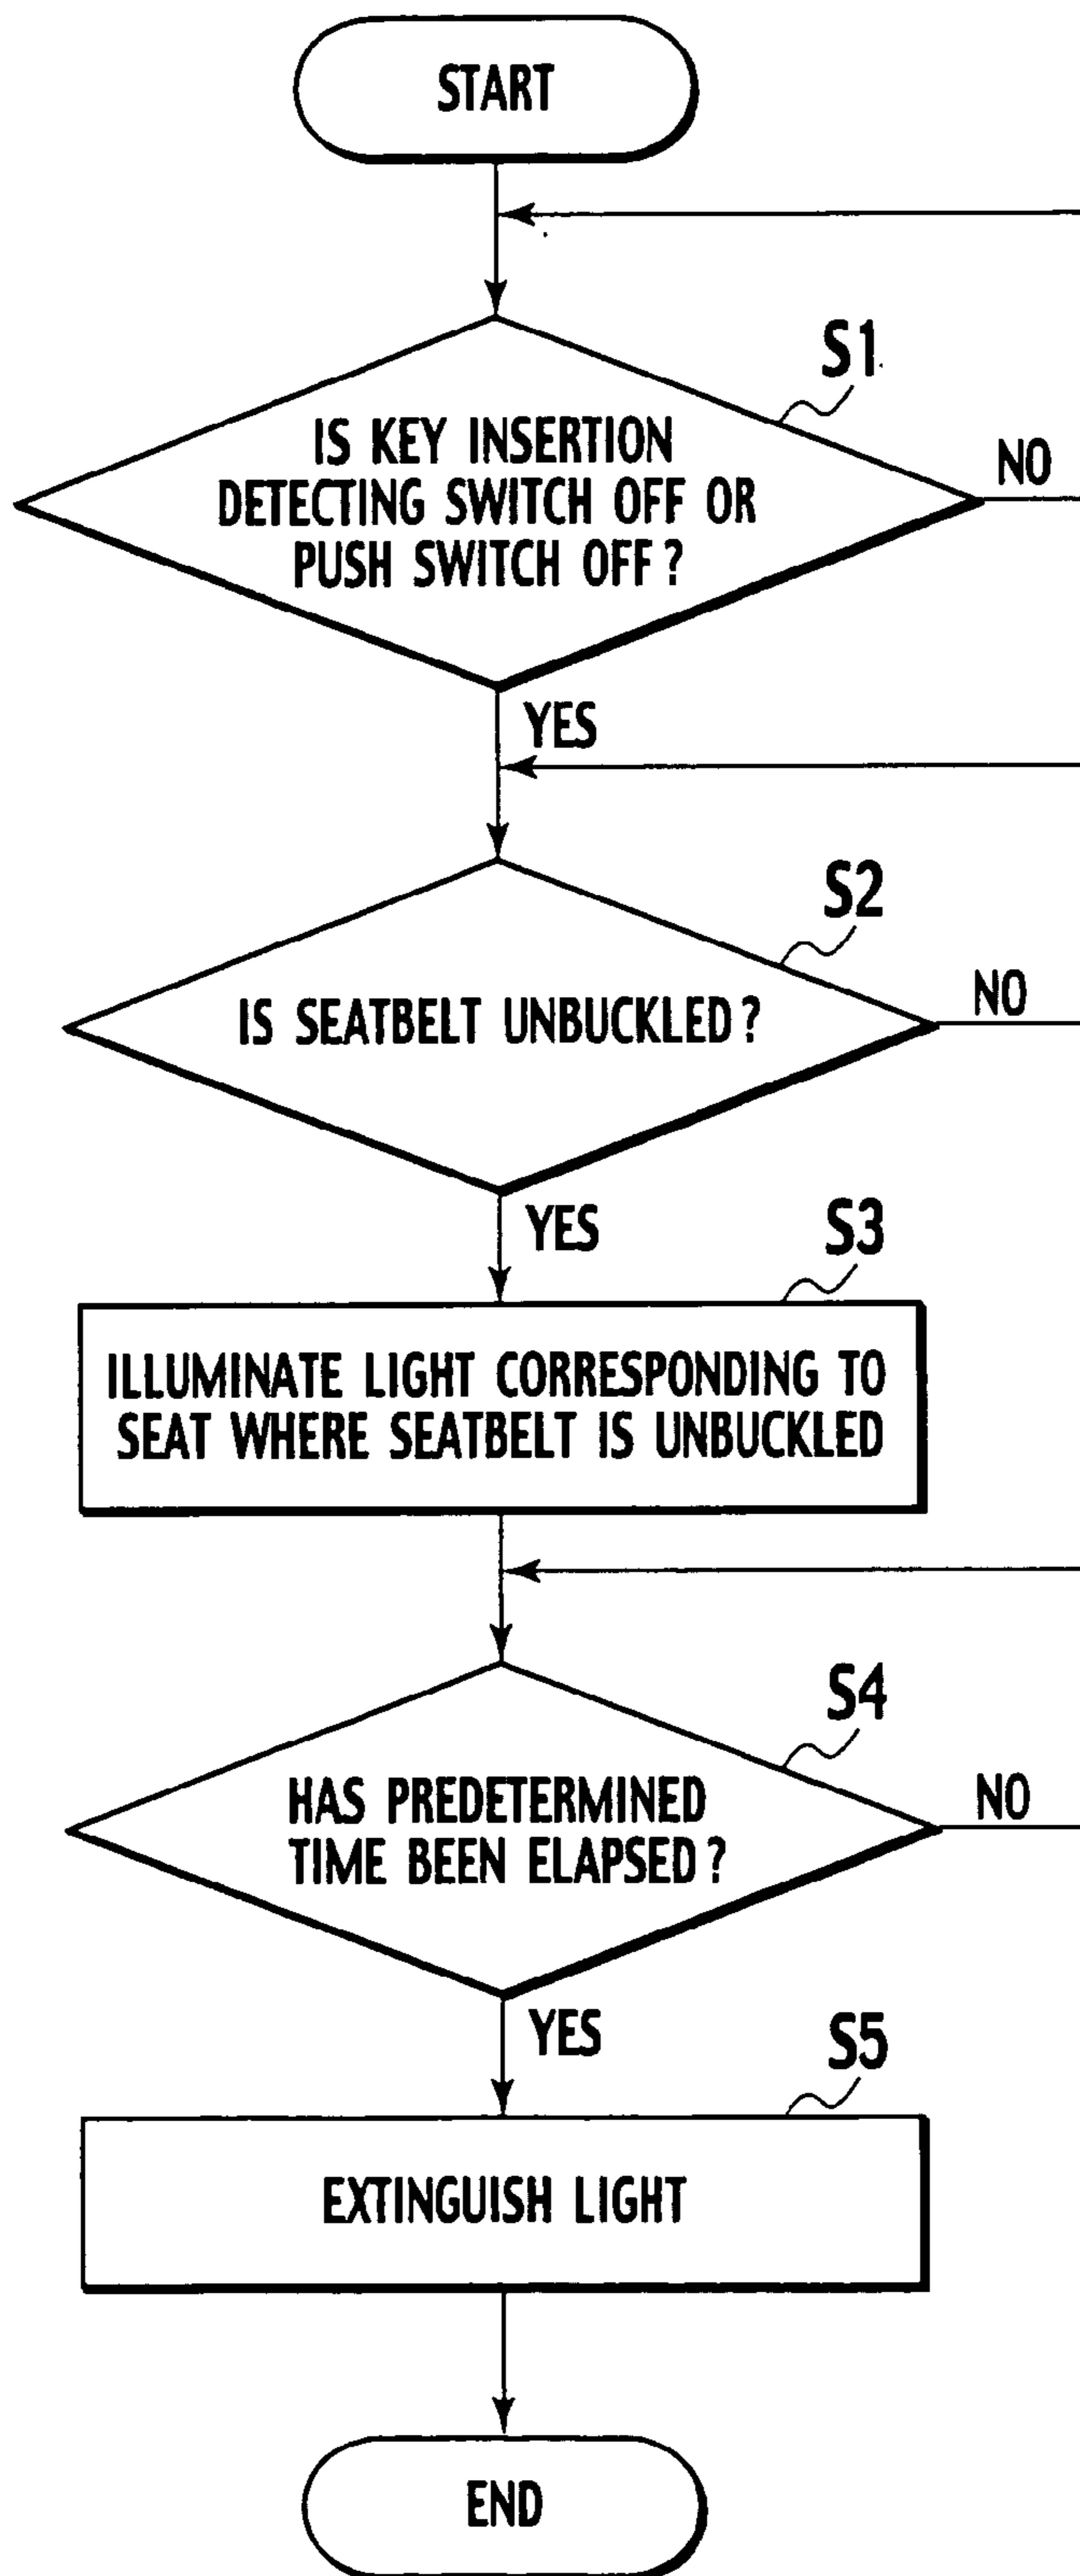 START
S1
IS KEY INSERTION
DETECTING SWITCH OFF OR
PUSH SWITCH OFF?
NO
YES
S2
IS SEATBELT UNBUCKLED?
NO
YES
S3
ILLUMINATE LIGHT CORRESPONDING TO
SEAT WHERE SEATBELT IS UNBUCKLED
S4
HAS PREDETERMINED
TIME BEEN ELAPSED?
NO
YES
S5
EXTINGUISH LIGHT
END